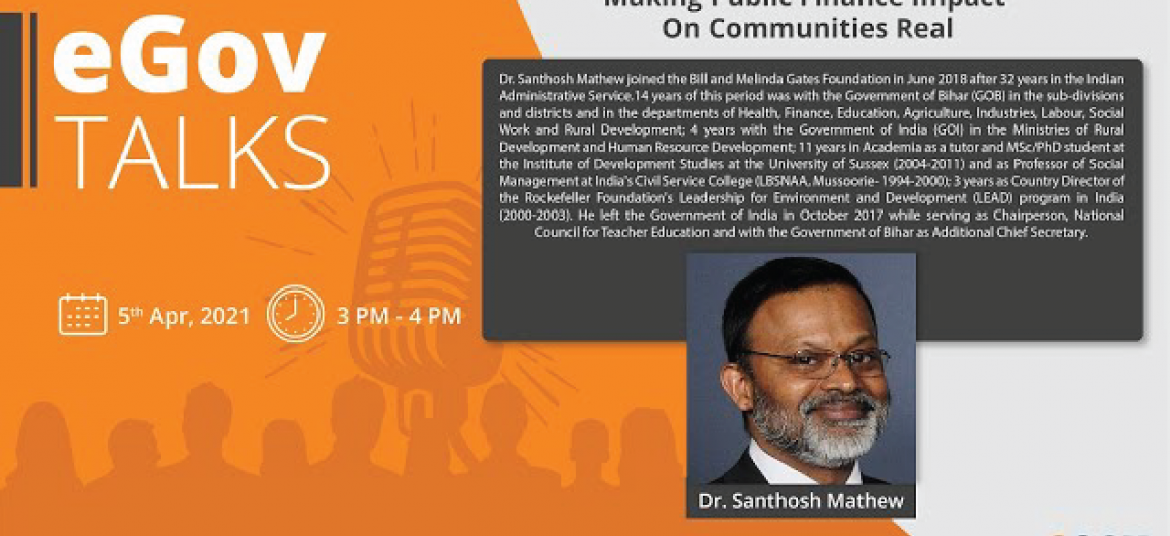 eGov
TALKS
5th Apr, 2021
3 PM - 4 PM
Making Public Finance Impact
On Communities Real
Dr. Santhosh Mathew joined the Bill and Melinda Gates Foundation in June 2018 after 32 years in the Indian
Administrative Service.14 years of this period was with the Government of Bihar (GOB) in the sub-divisions
and districts and in the departments of Health, Finance, Education, Agriculture, Industries, Labour, Social
Work and Rural Development; 4 years with the Government of India (GOI) in the Ministries of Rural
Development and Human Resource Development; 11 years in Academia as a tutor and MSc/PhD student at
the Institute of Development Studies at the University of Sussex (2004-2011) and as Professor of Social
Management at India's Civil Service College (LBSNAA, Mussoorie- 1994-2000); 3 years as Country Director of
the Rockefeller Foundation's Leadership for Environment and Development (LEAD) program in India
(2000-2003). He left the Government of India in October 2017 while serving as Chairperson, National
Council for Teacher Education and with the Government of Bihar as Additional Chief Secretary.
Dr. Santhosh Mathew